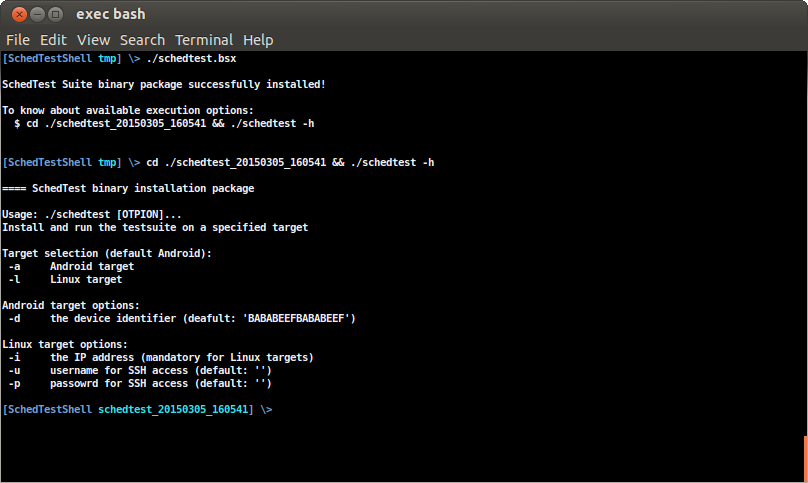 exec bash
File Edit View Search Terminal Help
[SchedTestShell tmp] \> ./schedtest.bsx
SchedTest Suite binary package successfully installed!
To know about available execution options:
$ cd ./schedtest_20150305_160541 && ./schedtest -h
[SchedTestShell tmp] \> cd ./schedtest_20150305_160541 && ./schedtest -h
==== SchedTest binary installation package
Usage: ./schedtest [OTPION]...
Install and run the testsuite on a specified target
Target selection (default Android):
-a Android target
-l Linux target
Android target options:
-d the device identifier (deafult: 'BABABEEFBABABEEF')
Linux target options:
-i the IP address (mandatory for Linux targets)
-u username for SSH access (default: '')
-p passowrd for SSH access (default: '')
[SchedTestShell schedtest_20150305_160541] \>